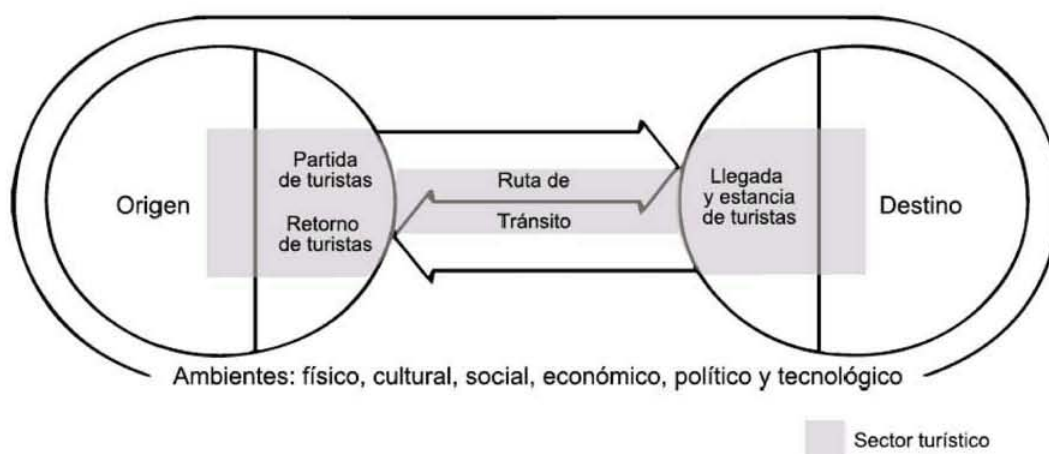 Origen
Partida
de turistas
Retorno
de turistas
Ruta de
Tránsito
Llegada
y estancia
de turistas
Destino
Ambientes: físico, cultural, social, económico, político y tecnológico
Sector turístico